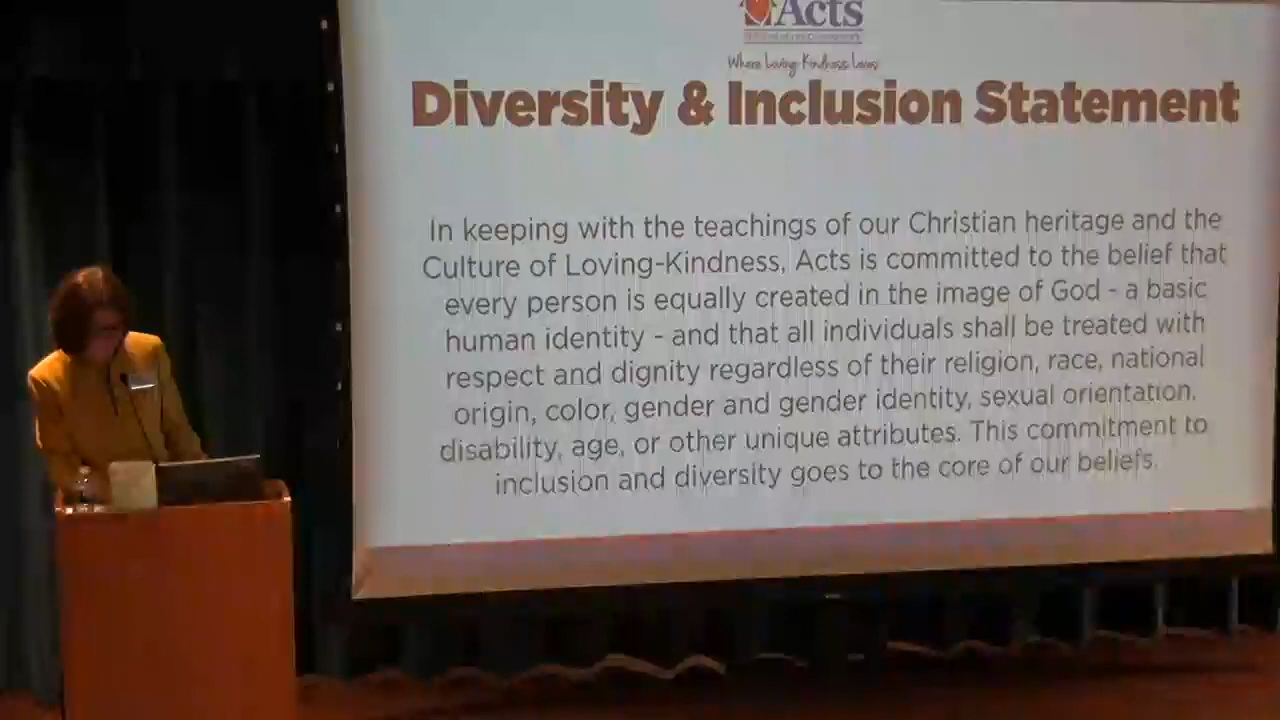 Acts
Where Loving-Kindness Lives
Diversity & Inclusion Statement
In keeping with the teachings of our Christian heritage and the
Culture of Loving-Kindness, Acts is committed to the belief that
every person is equally created in the image of God - a basic
human identity - and that all individuals shall be treated with
respect and dignity regardless of their religion, race, national
origin, color, gender and gender identity, sexual orientation,
disability, age, or other unique attributes. This commitment to
inclusion and diversity goes to the core of our beliefs.